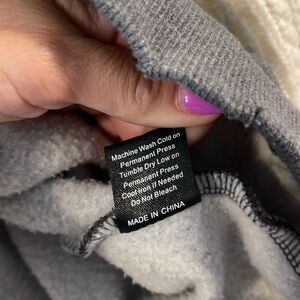 Machine Wash Cold on
Permanent Press
Tumble Dry Low on
Permanent Press
Cool-iron if Needed
Do Not Bleach
MADE IN CHINA